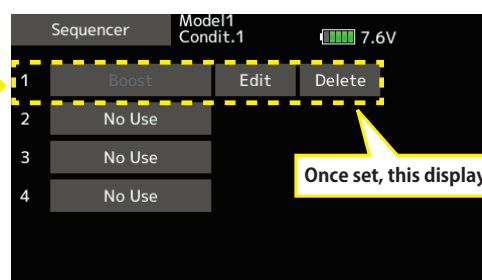 Sequencer
Model1
Condit.1
7.6V
1 Boost Edit Delete
2 No Use
3 No Use
4 No Use
Once set, this display